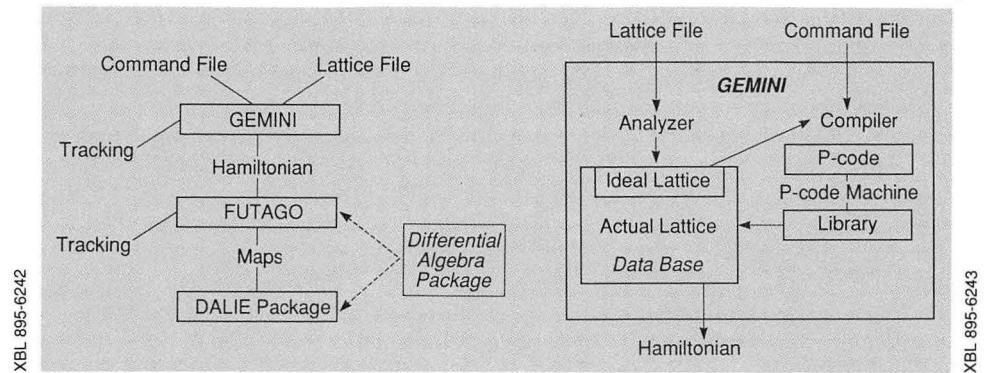 Command File
Lattice File
GEMINI
Tracking
Hamiltonian
FUTAGO
Tracking
Maps
DALIE Package
Differential
Algebra
Package
XBL 895-6242
Lattice File
Command File
GEMINI
Analyzer
Compiler
Ideal Lattice
P-code
P-code Machine
Actual Lattice
Library
Data Base
Hamiltonian
XBL 895-6243